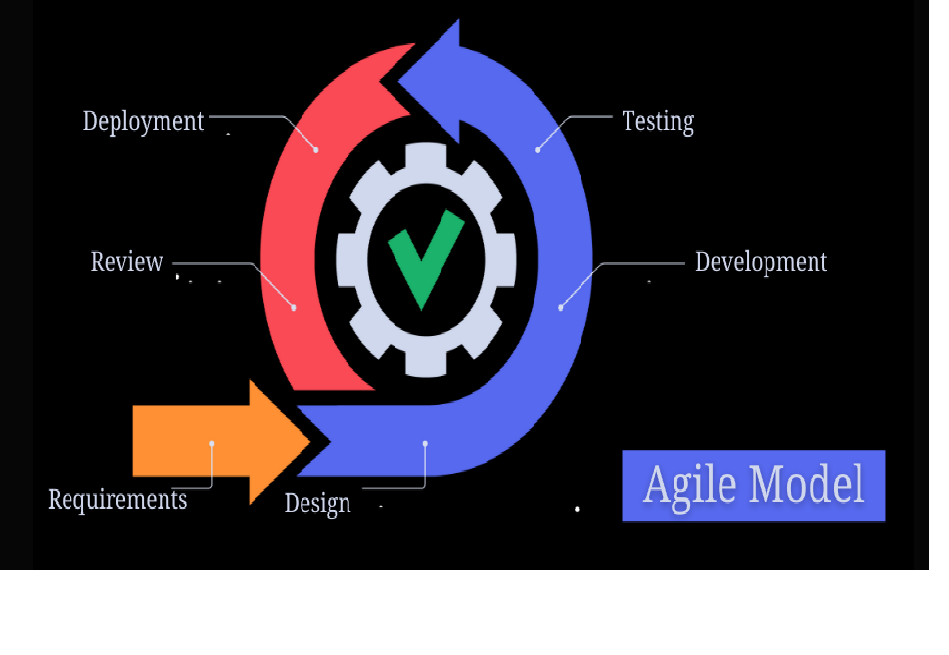 Deployment
Testing
Review
Development
Requirements
Design
Agile Model